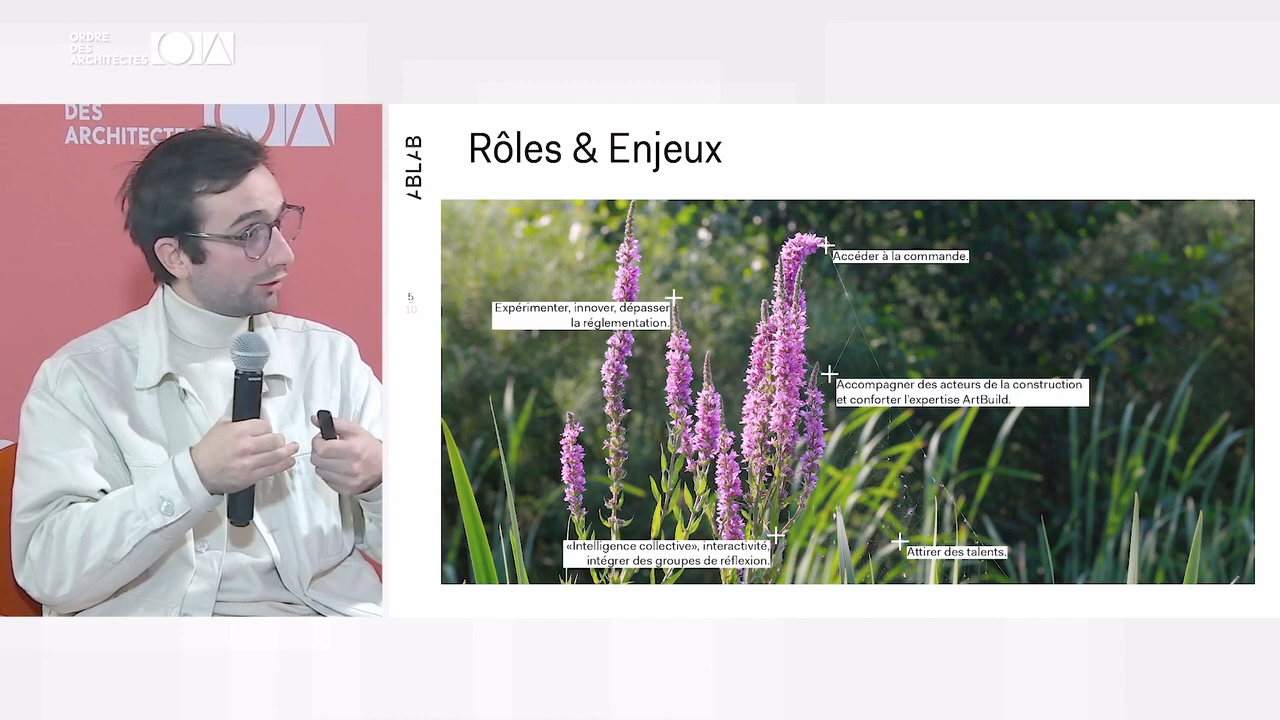 ORDRE
DES
ARCHITECTES
DES
ARCHITECTE
ABLAB
Rôles & Enjeux
5
10
Accéder à la commande.
Expérimenter, innover, dépasser
la réglementation.
Accompagner des acteurs de la construction
et conforter l'expertise ArtBuild.
«Intelligence collective», interactivité,
intégrer des groupes de réflexion.
Attirer des talents.